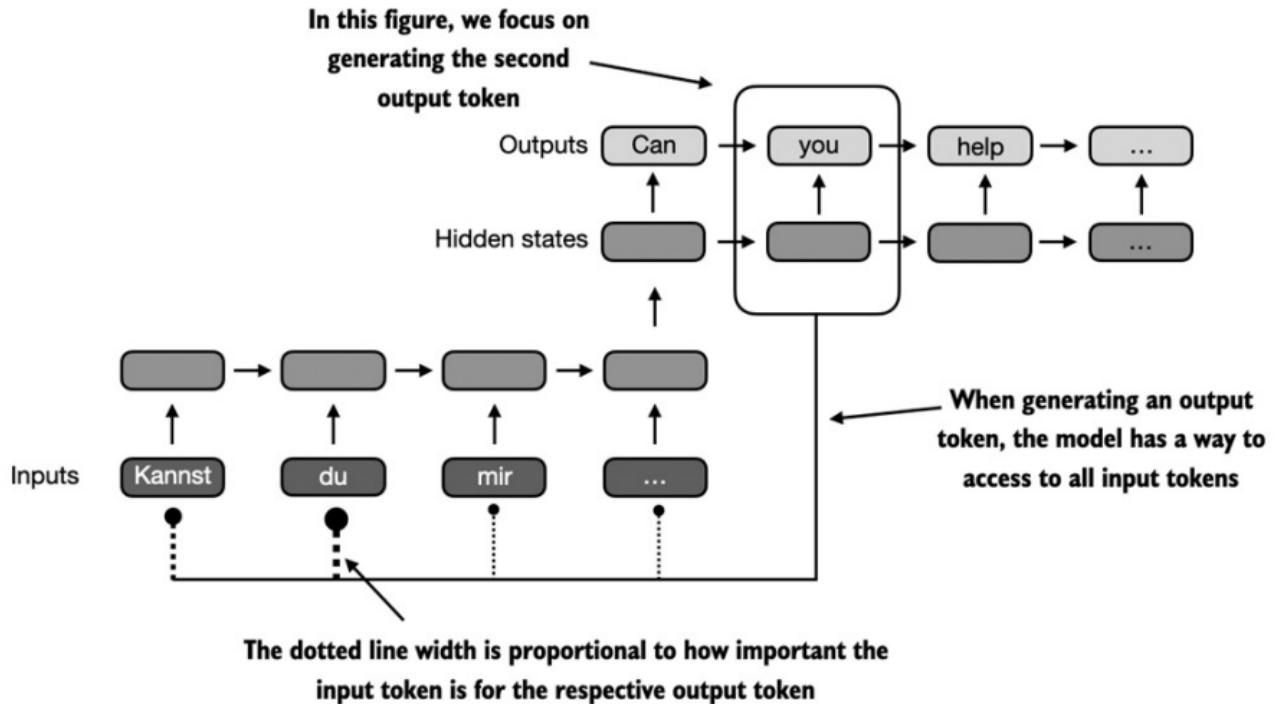 In this figure, we focus on
generating the second
output token
Outputs
Can
you
help
...
Hidden states
...
When generating an output
token, the model has a way to
access to all input tokens
Inputs
Kannst
du
mir
...
The dotted line width is proportional to how important the
input token is for the respective output token